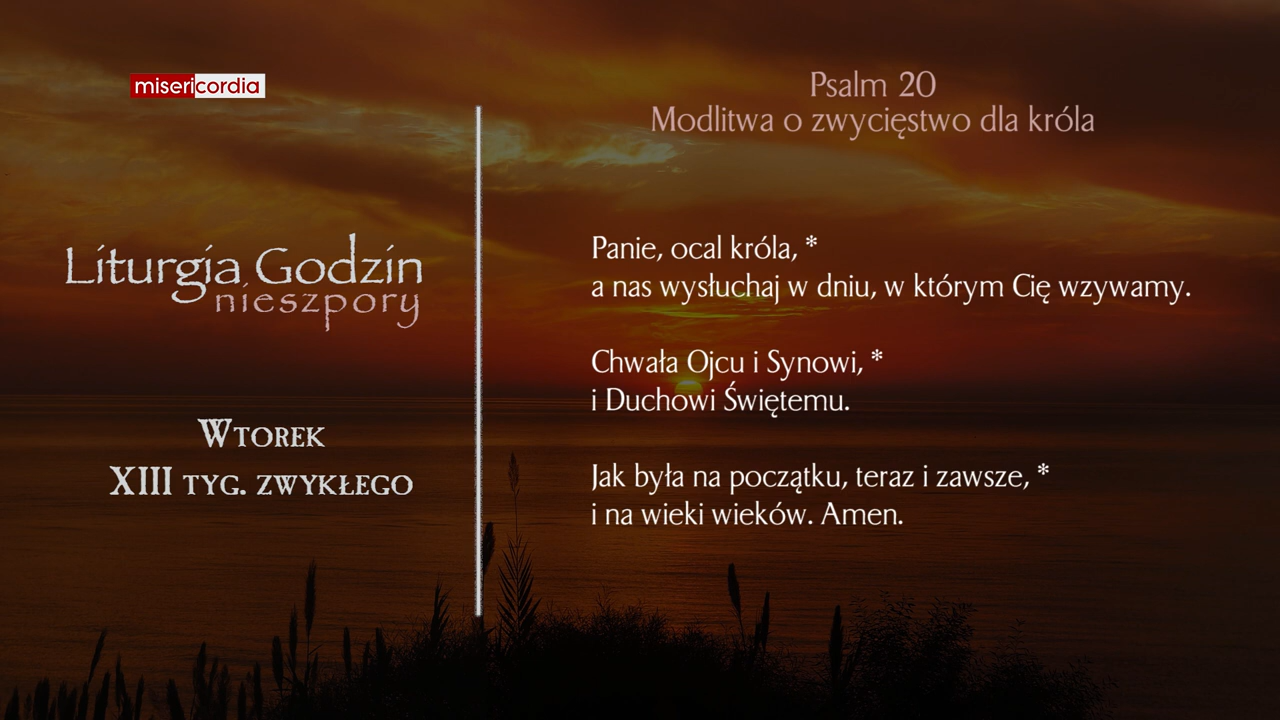 misericordia
Liturgia Godzin
nieszpory
Wtorek
XIII tyg. zwykłego
Psalm 20
Modlitwa o zwycięstwo dla króla
Panie, ocal króla, *
a nas wysłuchaj w dniu, w którym Cię wzywamy.
Chwała Ojcu i Synowi, *
i Duchowi Świętemu.
Jak była na początku, teraz i zawsze, *
i na wieki wieków. Amen.